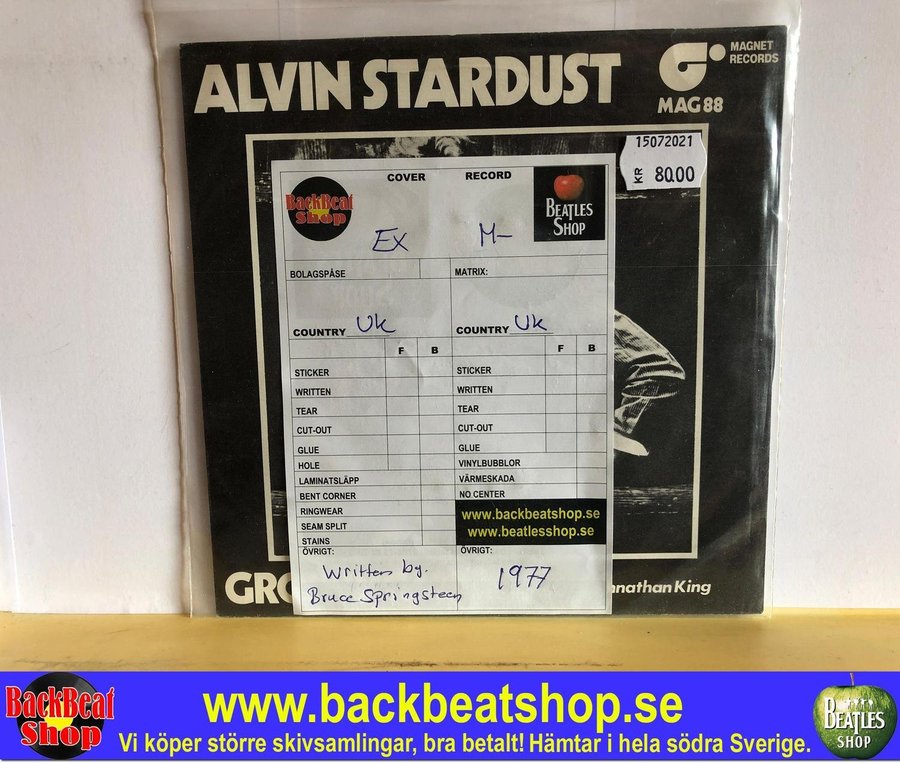 ALVIN STARDUST
MAGNET
RECORDS
MAG 88
15072021
KR 80.00
COVER RECORD
BackBeat
Shop
BEATLES
SHOP
Ex M-
BOLAGSPÅSE MATRIX:
COUNTRY Uk COUNTRY Uk
F B F B
STICKER STICKER
WRITTEN WRITTEN
TEAR TEAR
CUT-OUT CUT-OUT
GLUE GLUE
HOLE VINYLBUBBLOR
LAMINATSLÄPP VÄRMESKADA
BENT CORNER NO CENTER
RINGWEAR www.backbeatshop.se
SEAM SPLIT www.beatlesshop.se
STAINS
ÖVRIGT: ÖVRIGT:
Written by. 1977
Bruce Springsteen
GRO nnathan King
BackBeat
Shop
www.backbeatshop.se
Vi köper större skivsamlingar, bra betalt! Hämtar i hela södra Sverige.
BEATLES
SHOP